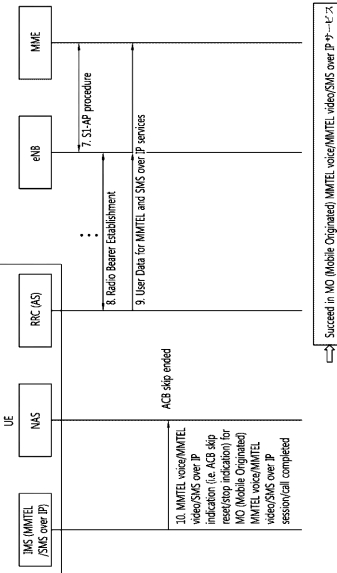 UE
IMS (MMTEL
/SMS over IP)
NAS
RRC (AS)
eNB
MME
7. S1-AP procedure
8. Radio Bearer Establishment
9. User Data for MMTEL and SMS over IP services
ACB skip ended
10. MMTEL voice/MMTEL
video/SMS over IP
indication (i.e. ACB skip
reset/stop indication) for
MO (Mobile Originated)
MMTEL voice/MMTEL
video/SMS over IP
session/call completed
Succeed in MO (Mobile Originated) MMTEL voice/MMTEL video/SMS over IPサービス